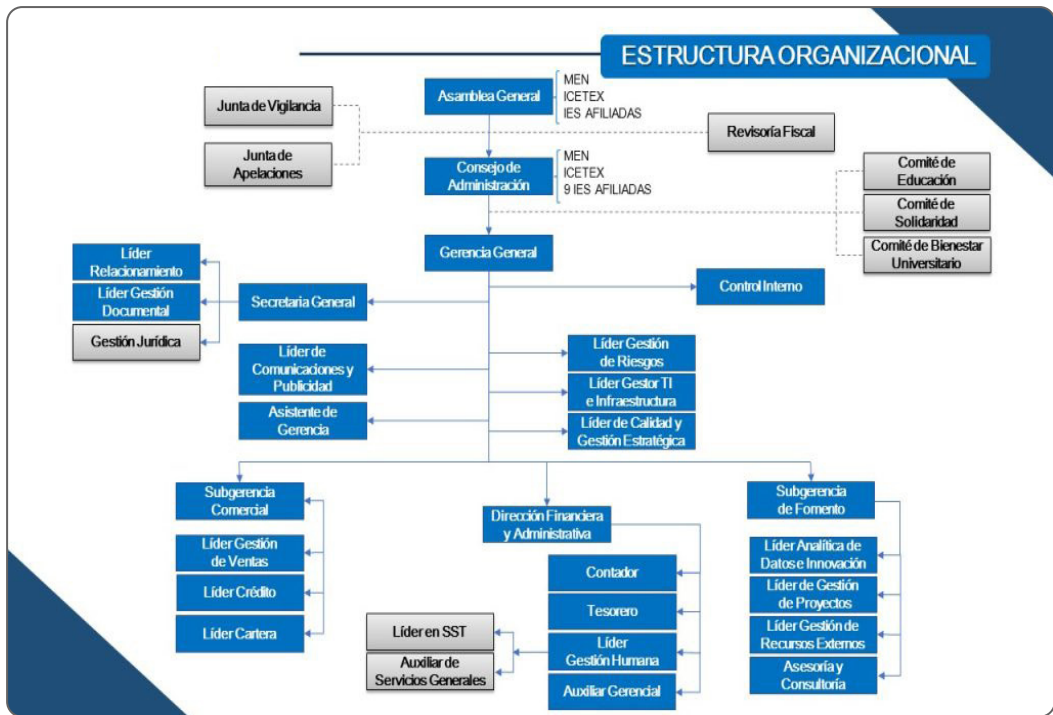 ESTRUCTURA ORGANIZACIONAL
Asamblea General
MEN
ICETEX
IES AFILIADAS
Junta de Vigilancia
Junta de
Apelaciones
Revisoría Fiscal
Consejo de
Administración
MEN
ICETEX
9 IES AFILIADAS
Comité de
Educación
Comité de
Solidaridad
Comité de Bienestar
Universitario
Gerencia General
Líder
Relacionamiento
Líder Gestión
Documental
Gestión Jurídica
Secretaria General
Control Interno
Líder de
Comunicaciones y
Publicidad
Asistente de
Gerencia
Líder Gestión
de Riesgos
Líder Gestor TI
e Infraestructura
Líder de Calidad y
Gestión Estratégica
Subgerencia
Comercial
Líder Gestión
de Ventas
Líder Crédito
Líder Cartera
Dirección Financiera
y Administrativa
Contador
Tesorero
Líder
Gestión Humana
Auxiliar Gerencial
Líder en SST
Auxiliar de
Servicios Generales
Subgerencia
de Fomento
Líder Analítica de
Datos e Innovación
Líder de Gestión
de Proyectos
Líder Gestión de
Recursos Externos
Asesoría y
Consultoría